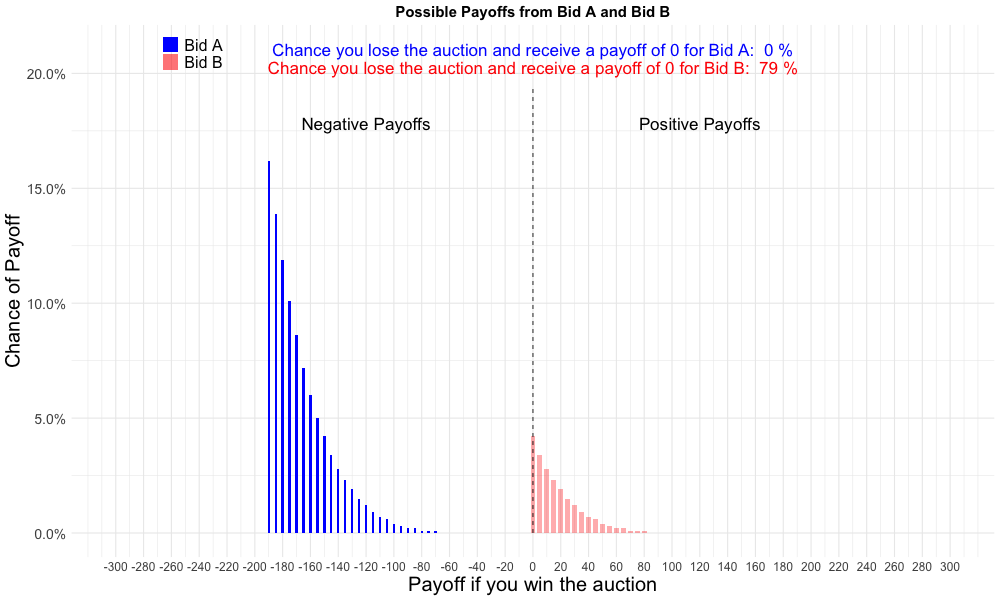 Possible Payoffs from Bid A and Bid B
Bid A
Bid B
Chance you lose the auction and receive a payoff of 0 for Bid A:  0 %
Chance you lose the auction and receive a payoff of 0 for Bid B:  79 %
Negative Payoffs
Positive Payoffs
Chance of Payoff
20.0%
15.0%
10.0%
5.0%
0.0%
-300 -280 -260 -240 -220 -200 -180 -160 -140 -120 -100 -80 -60 -40 -20 0 20 40 60 80 100 120 140 160 180 200 220 240 260 280 300
Payoff if you win the auction